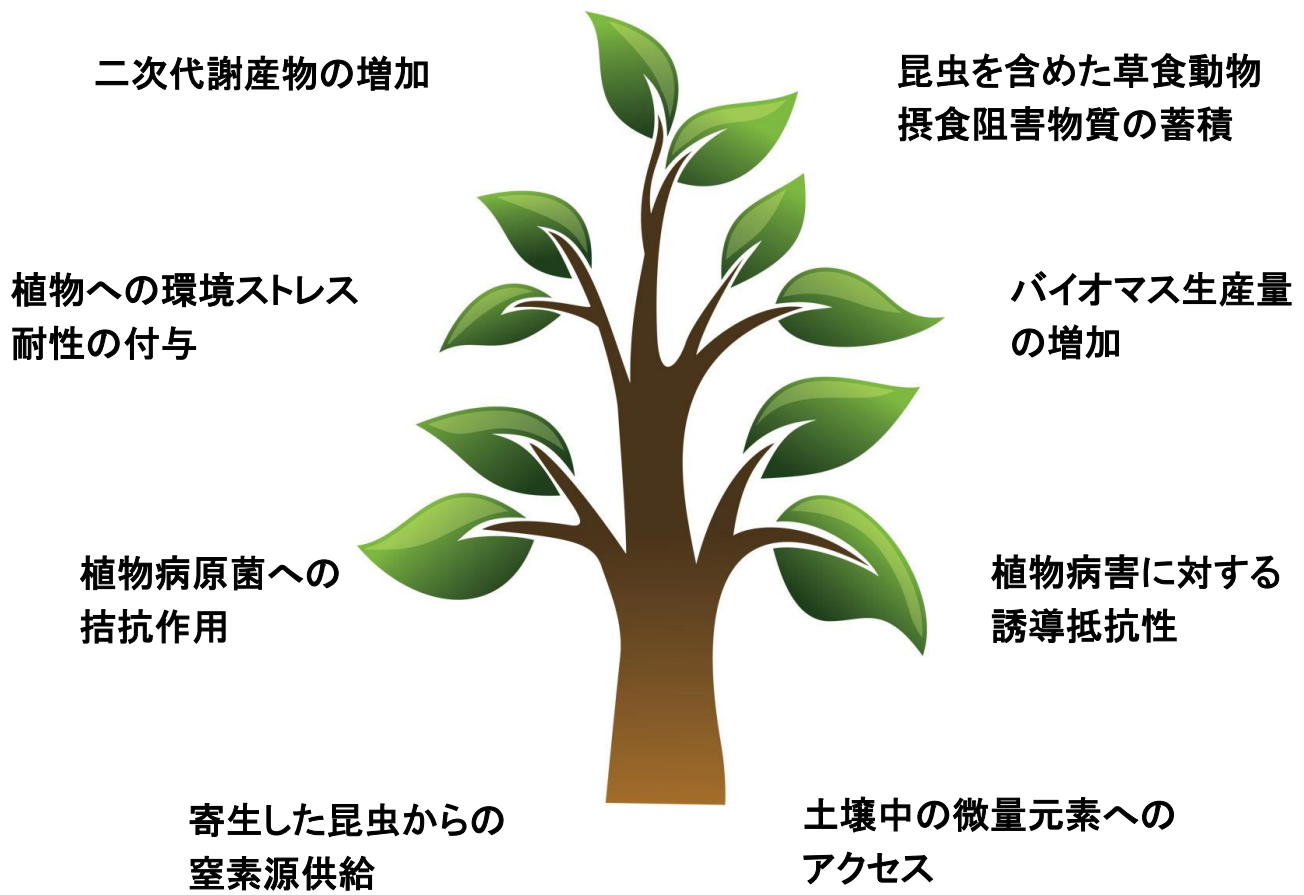 二次代謝産物の増加
昆虫を含めた草食動物
摂食阻害物質の蓄積
植物への環境ストレス
耐性の付与
バイオマス生産量
の増加
植物病原菌への
拮抗作用
植物病害に対する
誘導抵抗性
寄生した昆虫からの
窒素源供給
土壌中の微量元素への
アクセス